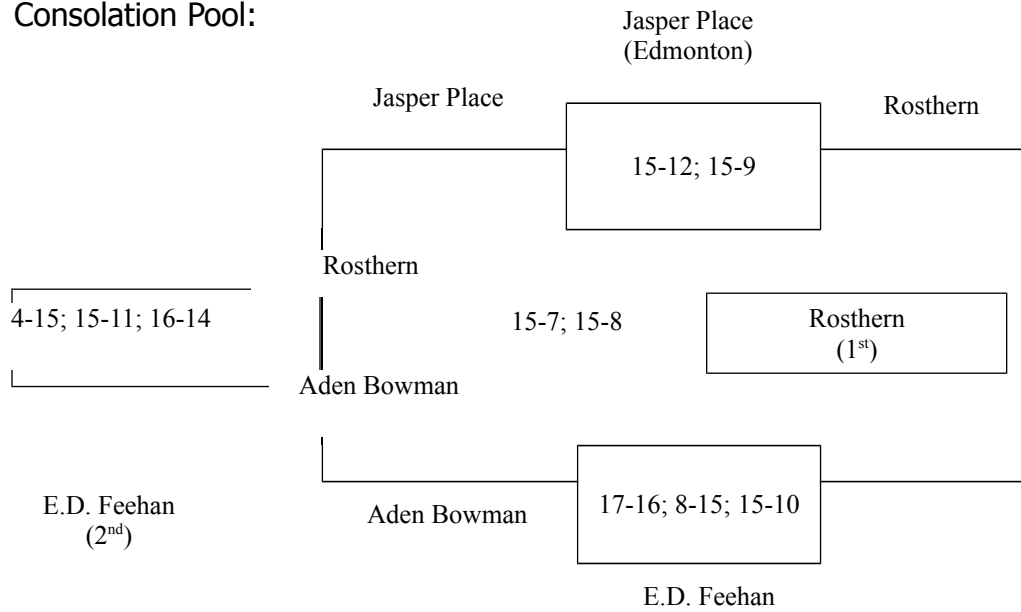 Consolation Pool:
Jasper Place
(Edmonton)
Jasper Place
Rosthern
15-12; 15-9
Rosthern
4-15; 15-11; 16-14
15-7; 15-8
Rosthern
(1st)
Aden Bowman
E.D. Feehan
(2nd)
Aden Bowman
17-16; 8-15; 15-10
E.D. Feehan